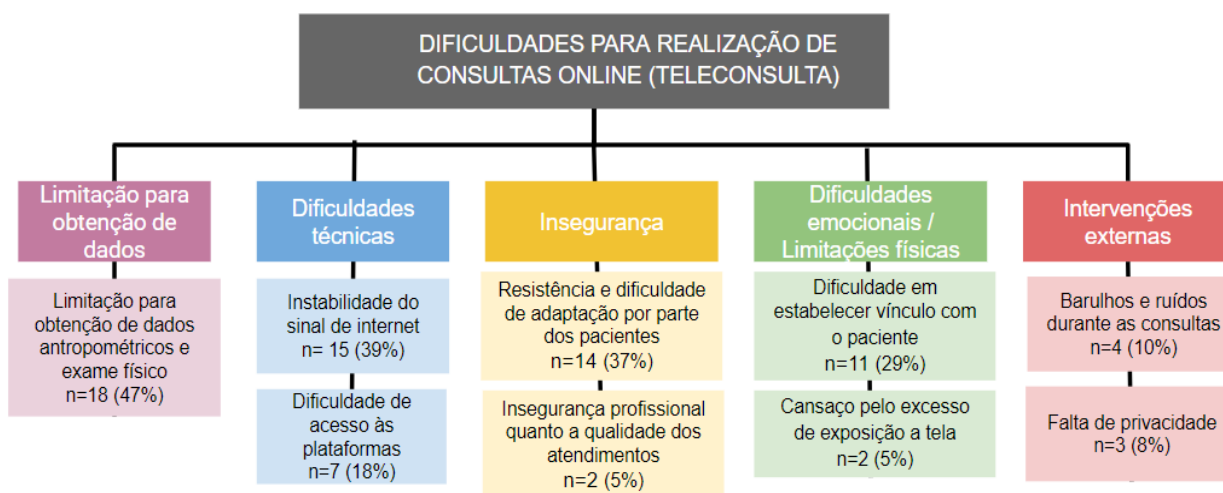 DIFICULDADES PARA REALIZAÇÃO DE
CONSULTAS ONLINE (TELECONSULTA)
Limitação para
obtenção de
dados
Limitação para
obtenção de dados
antropométricos e
exame físico
n=18 (47%)
Dificuldades
técnicas
Instabilidade do
sinal de internet
n= 15 (39%)
Dificuldade de
acesso às
plataformas
n=7 (18%)
Insegurança
Resistência e dificuldade
de adaptação por parte
dos pacientes
n=14 (37%)
Insegurança profissional
quanto a qualidade dos
atendimentos
n=2 (5%)
Dificuldades
emocionais /
Limitações físicas
Dificuldade em
estabelecer vínculo com
o paciente
n=11 (29%)
Cansaço pelo excesso
de exposição a tela
n=2 (5%)
Intervenções
externas
Barulhos e ruídos
durante as consultas
n=4 (10%)
Falta de privacidade
n=3 (8%)